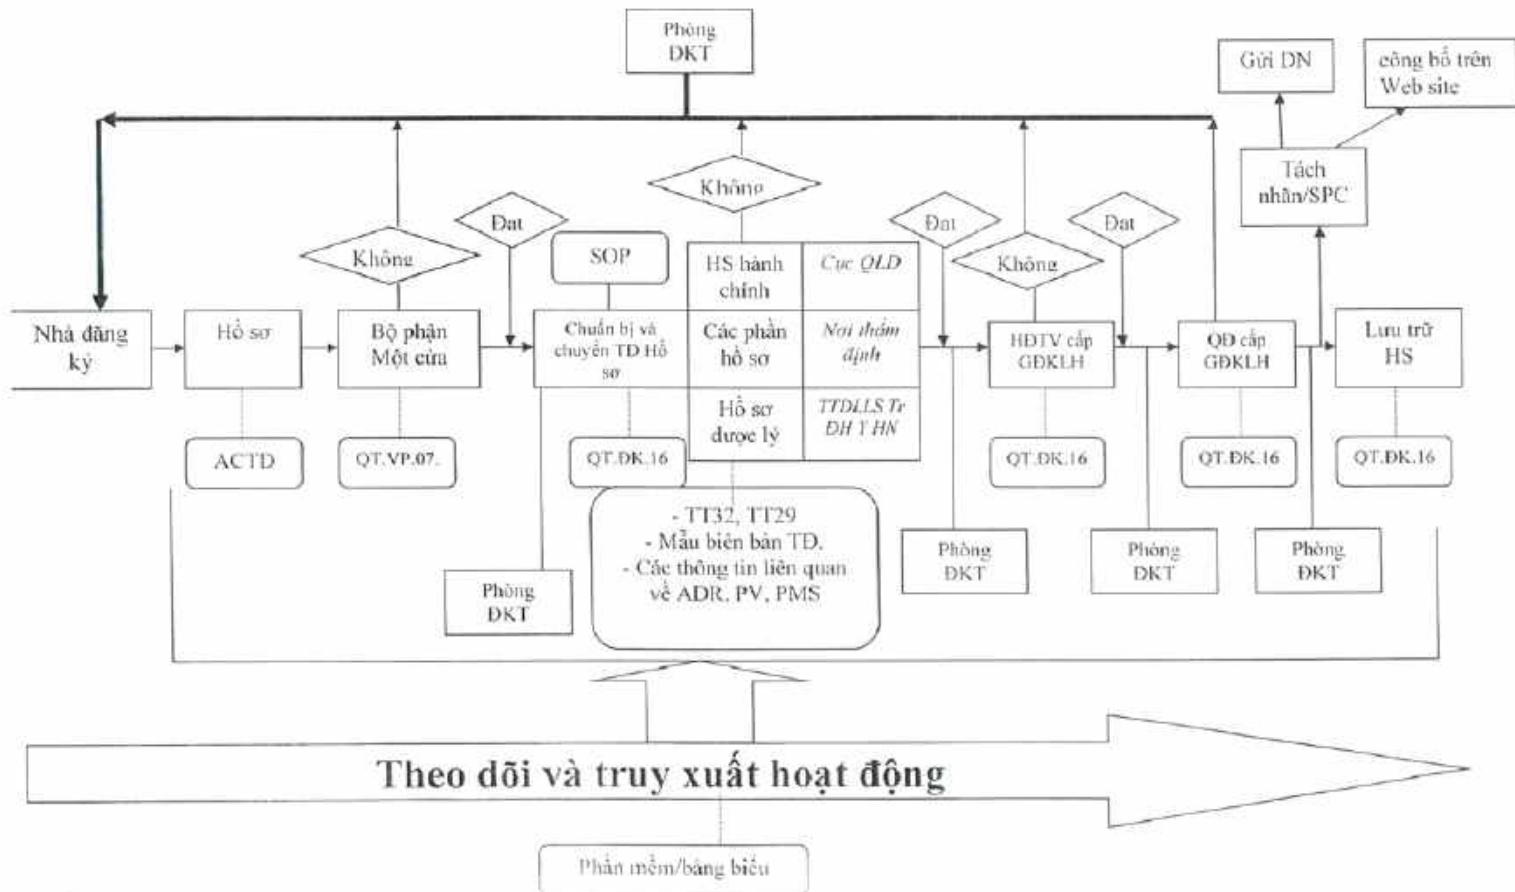 Phòng
ĐKT
Gửi DN
công bố trên
Web site
Tách
nhãn/SPC
Không
Đạt
Đạt
Đạt
Không
Không
SOP
HS hành
chính
Cục QLD
Nhà đăng
ký
Hồ sơ
Bộ phận
Một cửa
Chuẩn bị và
chuyển TĐ Hồ
sơ
Các phần
hồ sơ
Nơi thẩm
định
HĐTV cấp
GĐKLH
QĐ cấp
GĐKLH
Lưu trữ
HS
Hồ sơ
dược lý
TTDLLS Tr
ĐH Y HN
ACTD
QT.VP.07.
QT.ĐK.16
QT.ĐK.16
QT.ĐK.16
QT.ĐK.16
- TT32, TT29
- Mẫu biên bản TĐ.
- Các thông tin liên quan
về ADR, PV, PMS
Phòng
ĐKT
Phòng
ĐKT
Phòng
ĐKT
Phòng
ĐKT
Theo dõi và truy xuất hoạt động
Phần mềm/bảng biểu